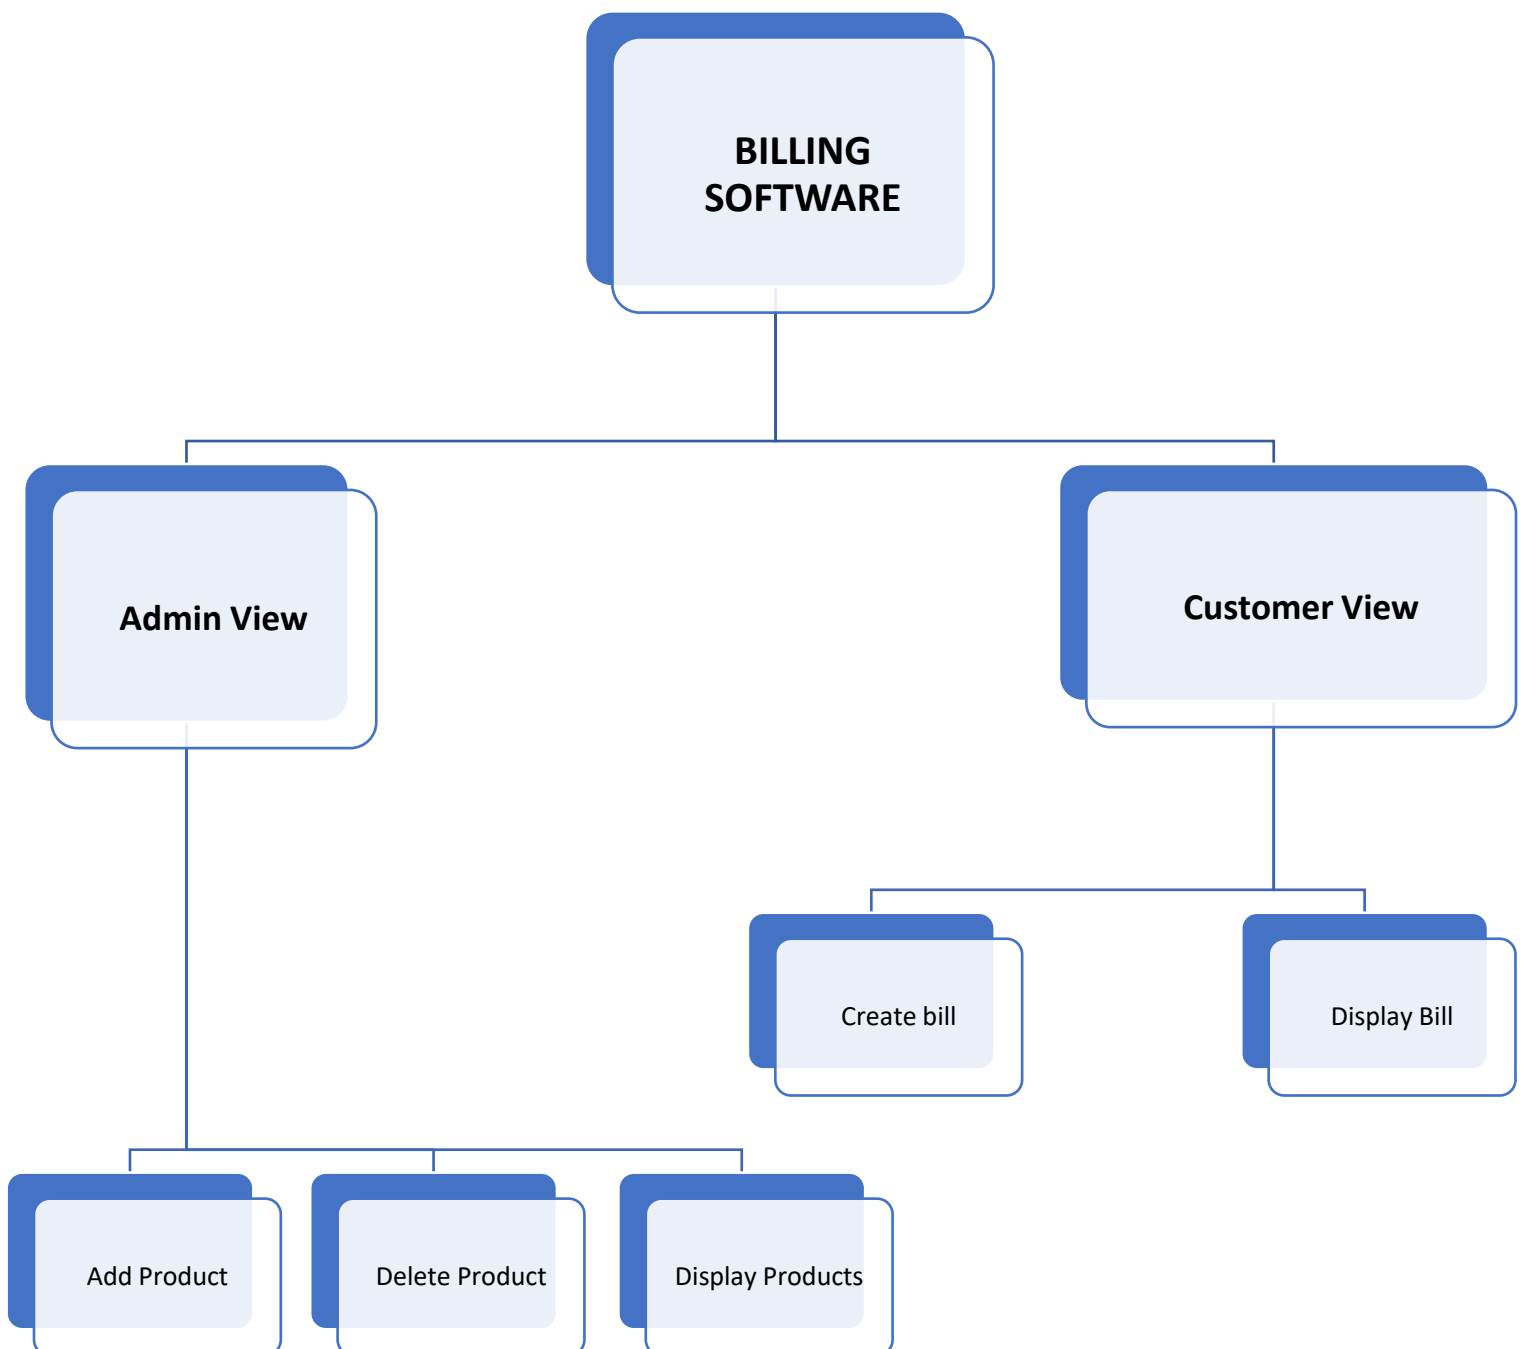 BILLING
SOFTWARE
Admin View
Customer View
Create bill
Display Bill
Add Product
Delete Product
Display Products